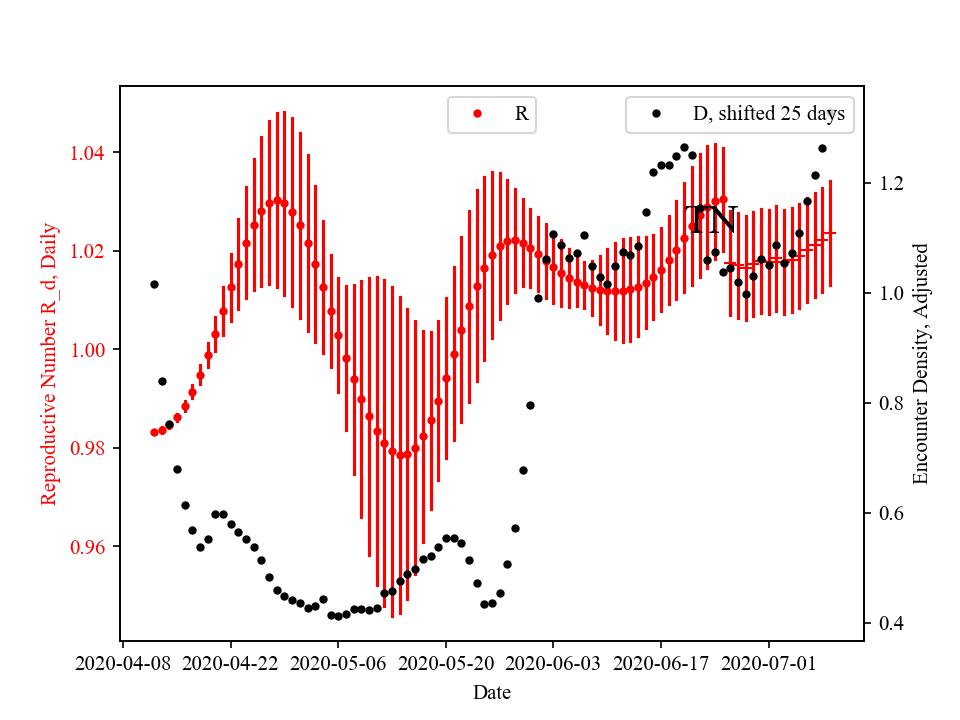 R
D, shifted 25 days
TN
1.04
1.02
1.00
0.98
0.96
Reproductive Number R_d, Daily
1.2
1.0
0.8
0.6
0.4
Encounter Density, Adjusted
2020-04-08 2020-04-22 2020-05-06 2020-05-20 2020-06-03 2020-06-17 2020-07-01
Date